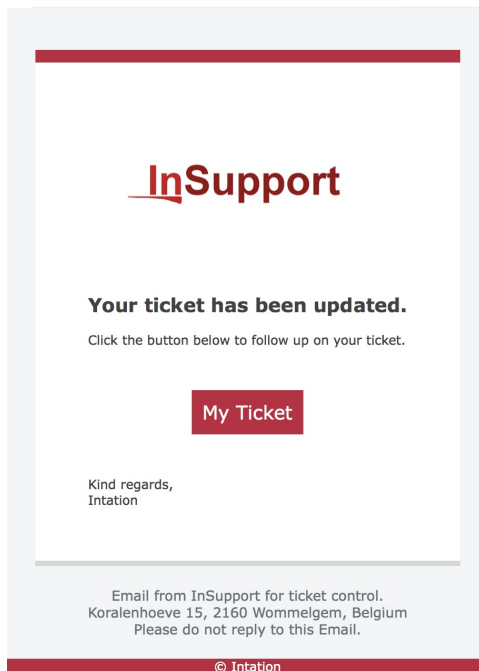 InSupport
Your ticket has been updated.
Click the button below to follow up on your ticket.
My Ticket
Kind regards,
Intation
Email from InSupport for ticket control.
Koralenhoeve 15, 2160 Wommelgem, Belgium
Please do not reply to this Email.
© Intation